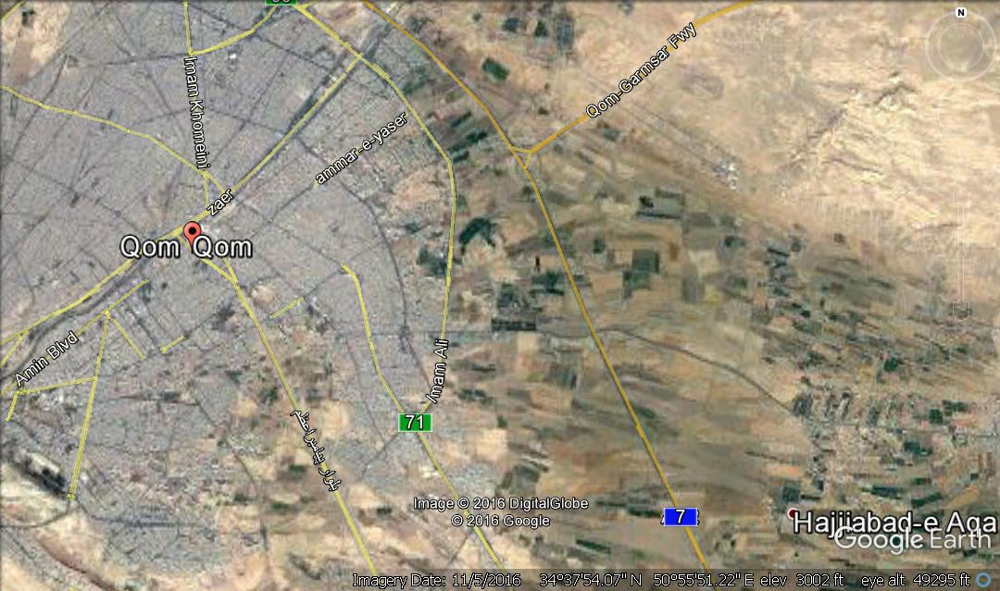 N
Qom-Garmsar Fwy
Imam Khomeini
ammar-e-yaser
zaer
Qom Qom
Amin Blvd
Imam Ali
71
بلوار پیامبر اعظم
Image © 2016 DigitalGlobe
© 2016 Google
7
Hajjiabad-e Aqa
Google Earth
Imagery Date: 11/5/2016 34°37'54.07" N 50°55'51.22" E elev 3002 ft eye alt 49295 ft